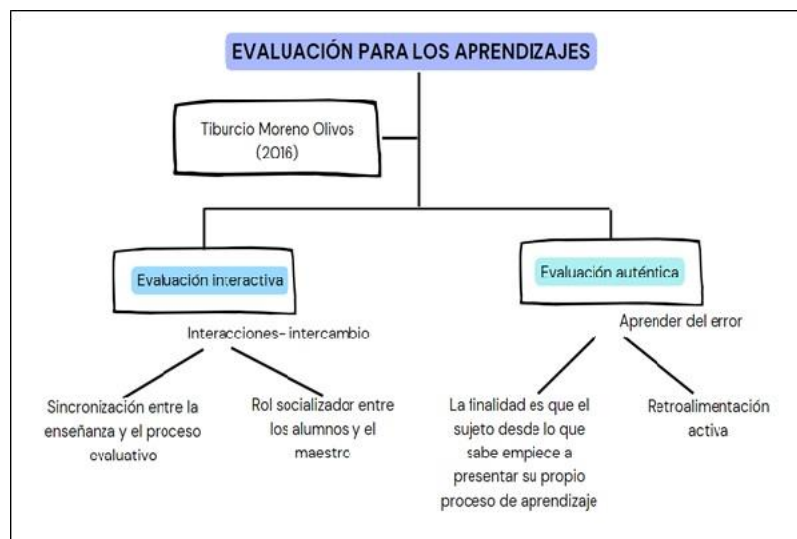 EVALUACIÓN PARA LOS APRENDIZAJES
Tiburcio Moreno Olivos
(2016)
Evaluación interactiva
Interacciones- intercambio
Sincronización entre la
enseñanza y el proceso
evaluativo
Rol socializador entre
los alumnos y el
maestro
Evaluación auténtica
Aprender del error
La finalidad es que el
sujeto desde lo que
sabe empiece a
presentar su propio
proceso de aprendizaje
Retroalimentación
activa